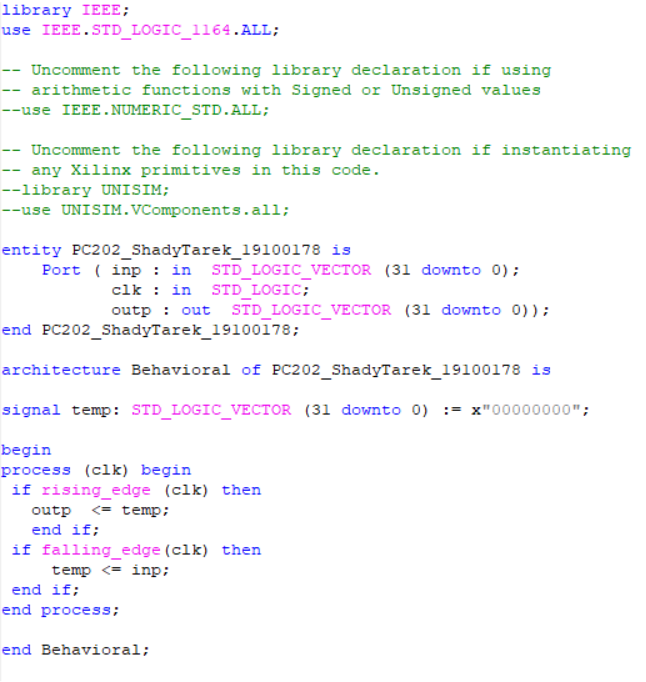 library IEEE;
use IEEE.STD_LOGIC_1164.ALL;
-- Uncomment the following library declaration if using
-- arithmetic functions with Signed or Unsigned values
--use IEEE.NUMERIC_STD.ALL;
-- Uncomment the following library declaration if instantiating
-- any Xilinx primitives in this code.
--library UNISIM;
--use UNISIM.VComponents.all;
entity PC202_ShadyTarek_19100178 is
    Port ( inp : in  STD_LOGIC_VECTOR (31 downto 0);
           clk : in  STD_LOGIC;
           outp : out  STD_LOGIC_VECTOR (31 downto 0));
end PC202_ShadyTarek_19100178;
architecture Behavioral of PC202_ShadyTarek_19100178 is
signal temp: STD_LOGIC_VECTOR (31 downto 0) := x"00000000";
begin
process (clk) begin
 if rising_edge (clk) then
   outp  <= temp;
   end if;
 if falling_edge(clk) then
     temp <= inp;
 end if;
end process;
end Behavioral;